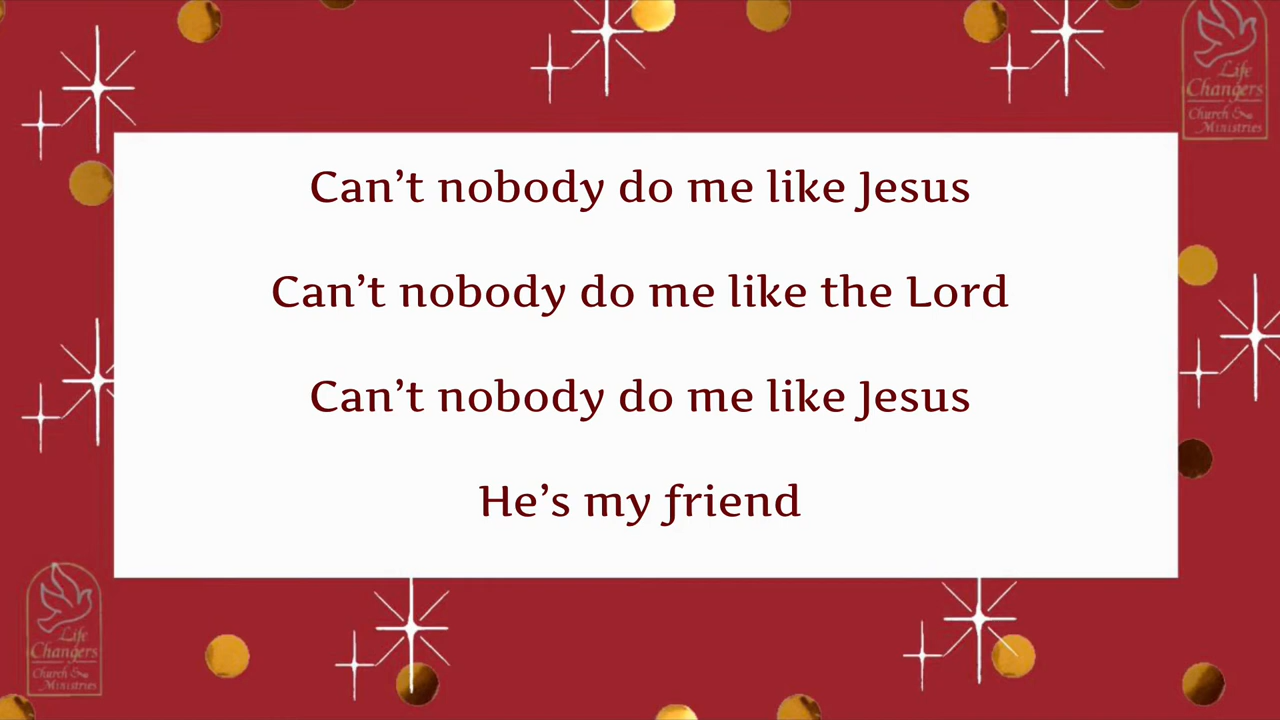 Life
Changers
Church &
Ministries
Can’t nobody do me like Jesus
Can’t nobody do me like the Lord
Can’t nobody do me like Jesus
He’s my friend
Life
Changers
Church &
Ministries